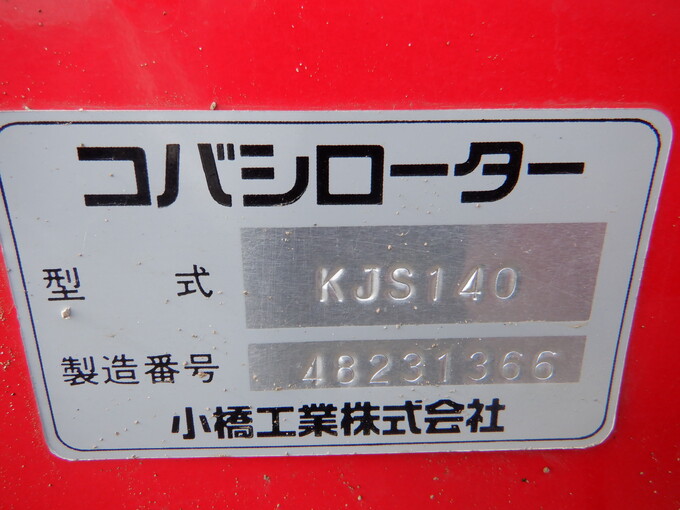 コバシローター
型式 KJS140
製造番号 48231366
小橋工業株式会社